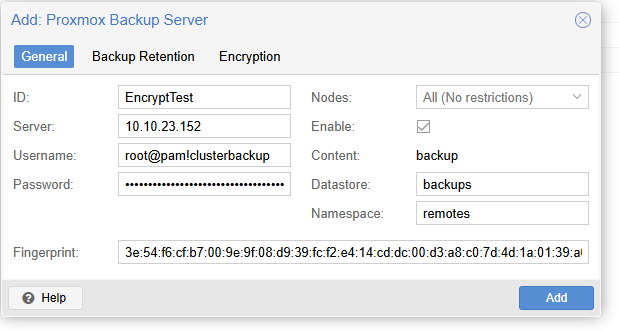 Add: Proxmox Backup Server
General Backup Retention Encryption
ID: EncryptTest Nodes: All (No restrictions)
Server: 10.10.23.152 Enable:
Username: root@pam!clusterbackup Content: backup
Password: •••••••••••••••••••••••••••••••••••• Datastore: backups
Namespace: remotes
Fingerprint: 3e:54:f6:cf:b7:00:9e:9f:08:d9:39:fc:f2:e4:14:cd:dc:00:d3:a8:c0:7d:4d:1a:01:39:a
Help Add